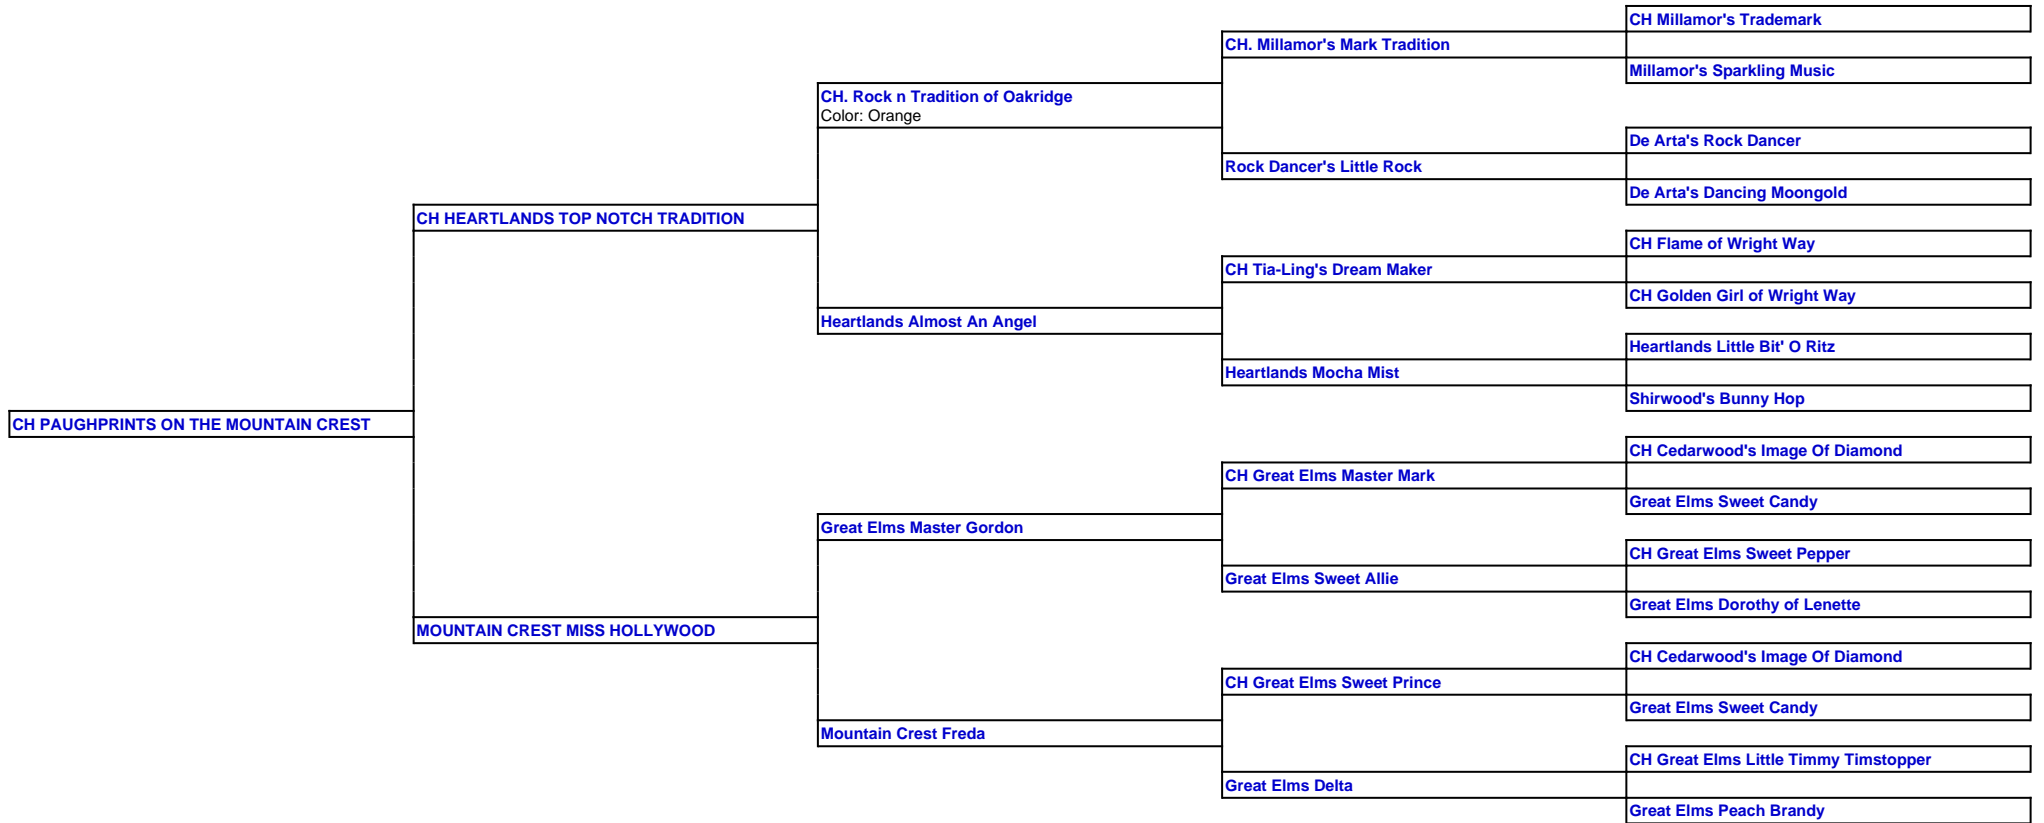 CH Millamor's Trademark
CH. Millamor's Mark Tradition
Millamor's Sparkling Music
CH. Rock n Tradition of Oakridge
Color: Orange
De Arta's Rock Dancer
Rock Dancer's Little Rock
De Arta's Dancing Moongold
CH HEARTLANDS TOP NOTCH TRADITION
CH Flame of Wright Way
CH Tia-Ling's Dream Maker
CH Golden Girl of Wright Way
Heartlands Almost An Angel
Heartlands Little Bit' O Ritz
Heartlands Mocha Mist
Shirwood's Bunny Hop
CH PAUGHPRINTS ON THE MOUNTAIN CREST
CH Cedarwood's Image Of Diamond
CH Great Elms Master Mark
Great Elms Sweet Candy
Great Elms Master Gordon
CH Great Elms Sweet Pepper
Great Elms Sweet Allie
Great Elms Dorothy of Lenette
MOUNTAIN CREST MISS HOLLYWOOD
CH Cedarwood's Image Of Diamond
CH Great Elms Sweet Prince
Great Elms Sweet Candy
Mountain Crest Freda
CH Great Elms Little Timmy Timstopper
Great Elms Delta
Great Elms Peach Brandy